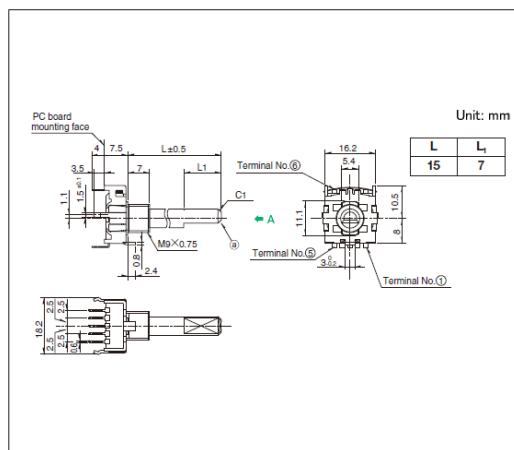 PC board
mounting face
Unit: mm
4
7.5
L±0.5
16.2
5.4
L
L₁
15
7
3.5
7
L1
Terminal No.⑥
1.1
1.5 ±0.1
C1
A
ⓐ
11.1
10.5
8
M9×0.75
0.8
2.4
Terminal No.⑤
3 0 -0.2
Terminal No.①
18.2
2.5
2.5
2.5
2.5
0.6